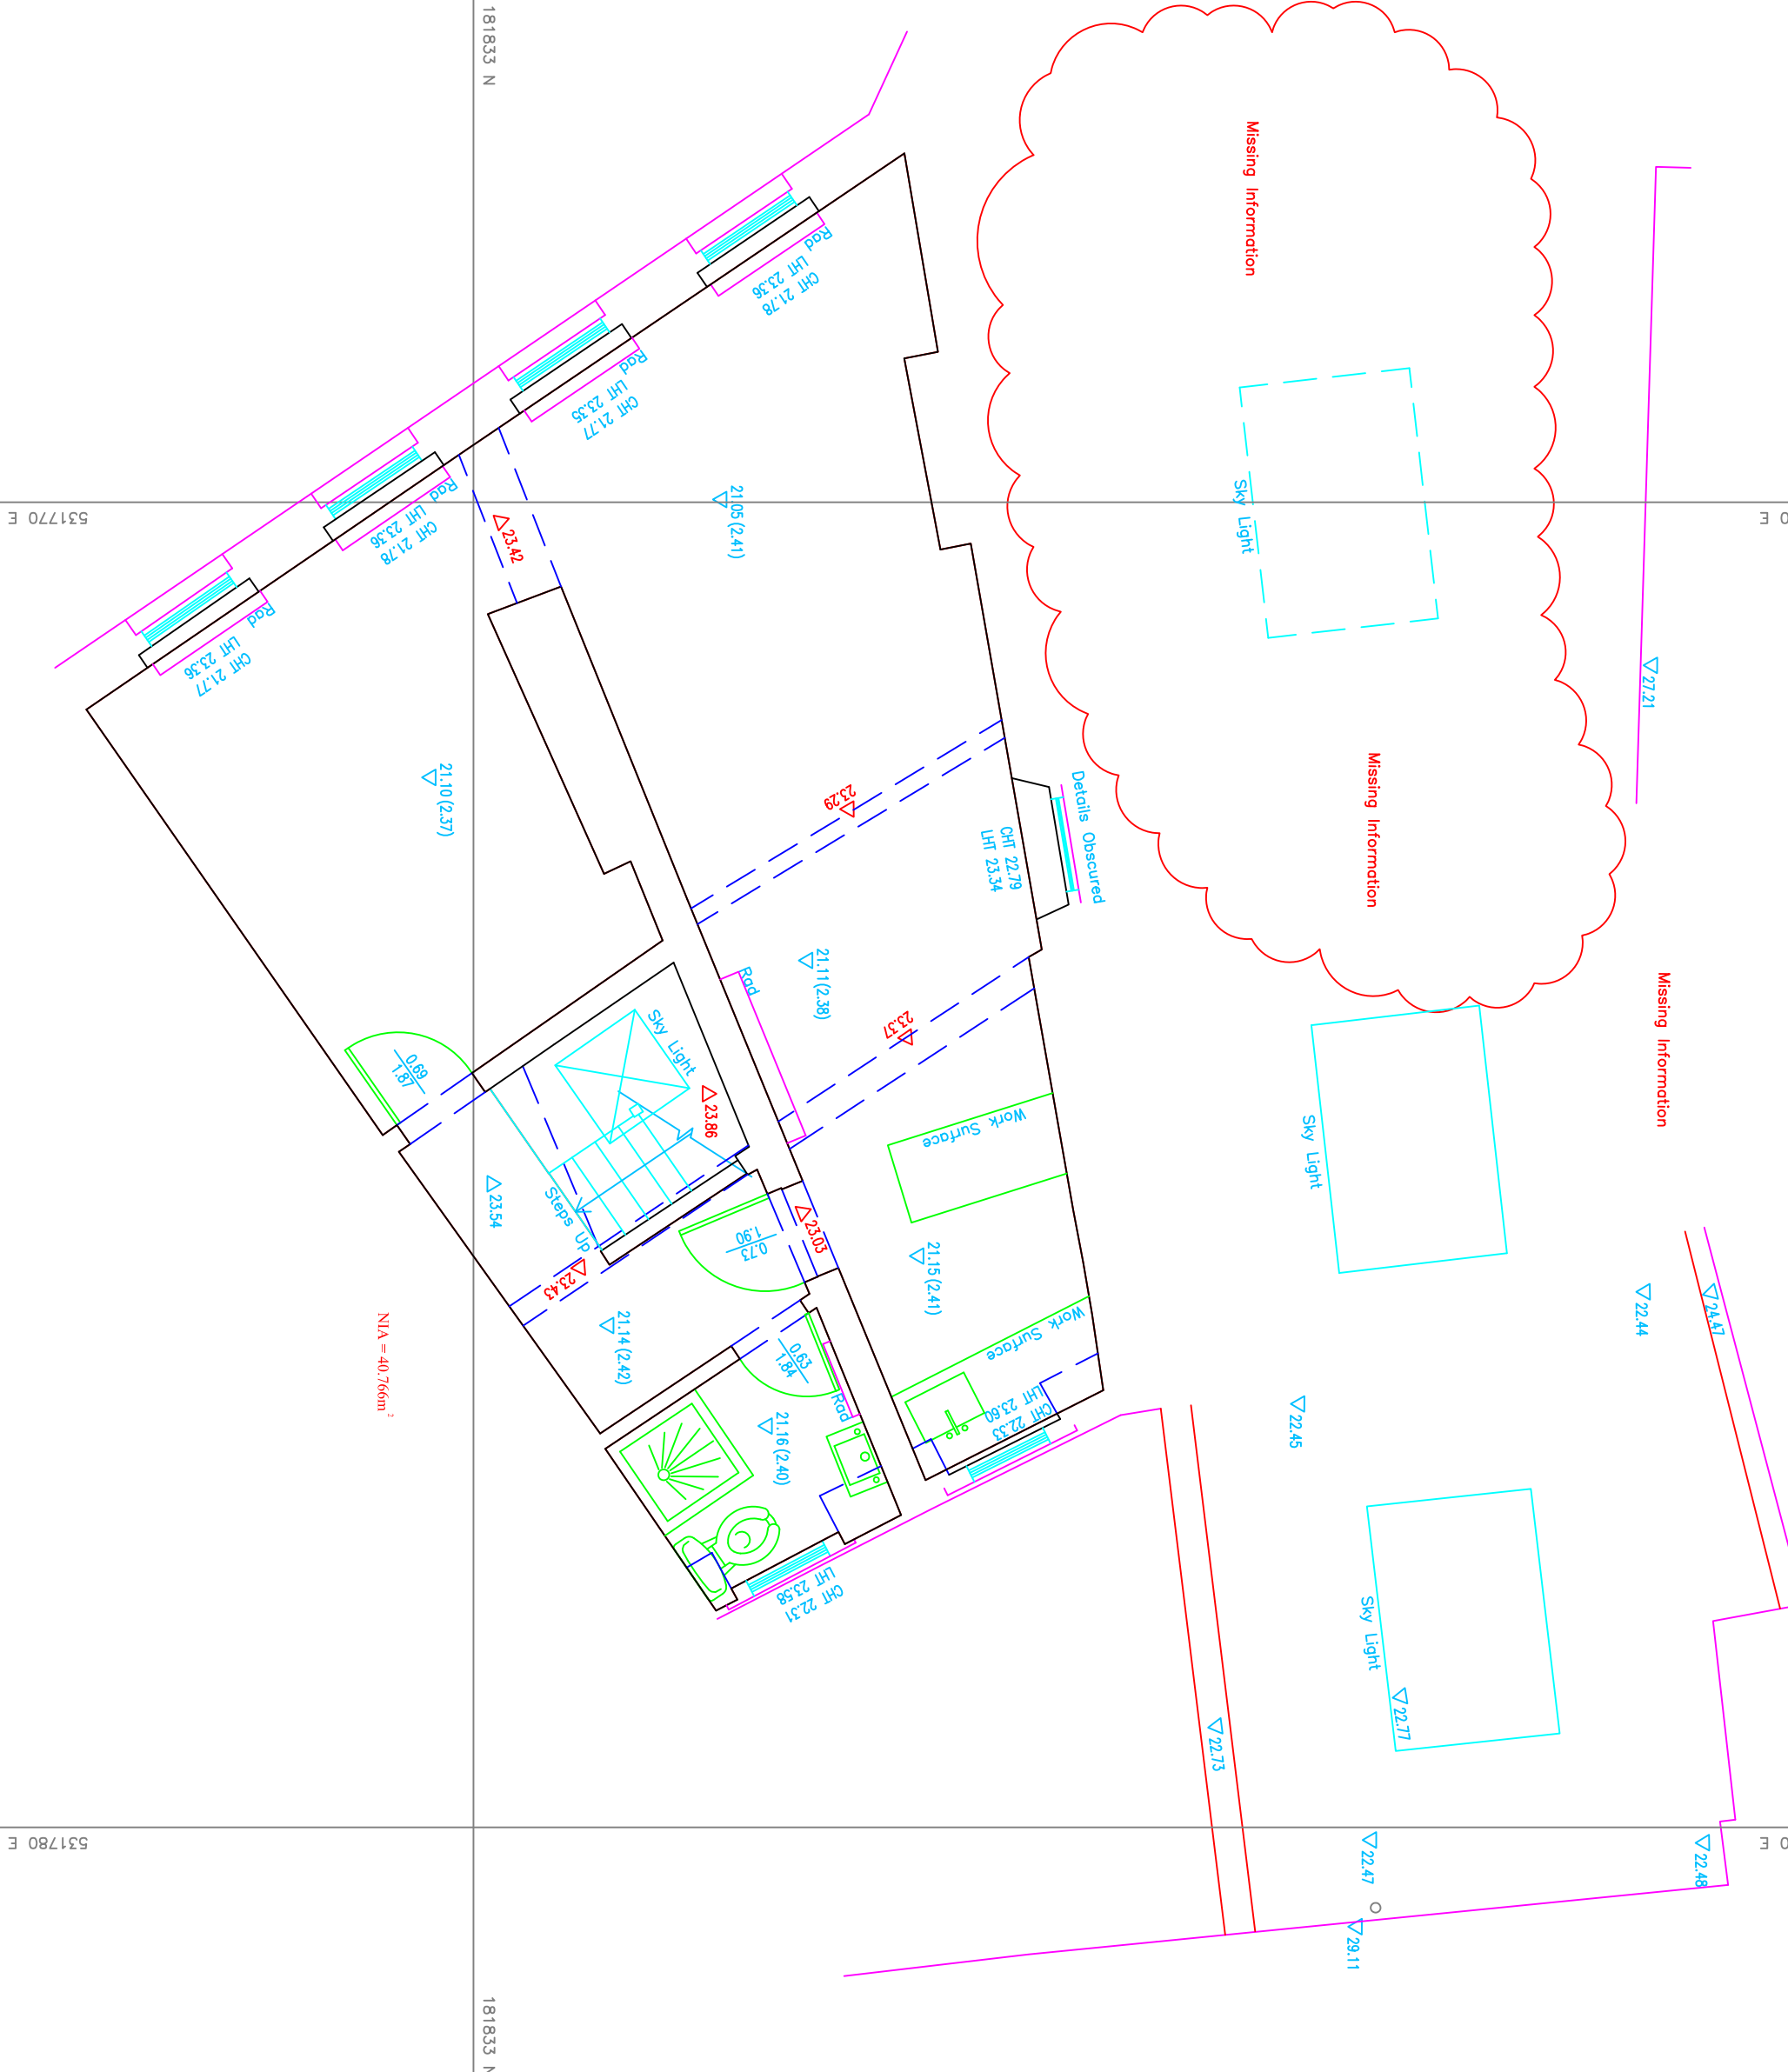 181833 N
Missing Information
Rad
LHT 23.36
CHT 21.78
Rad
LHT 23.35
CHT 21.77
Rad
LHT 23.36
CHT 21.78
Rad
LHT 23.36
CHT 21.77
21.05(2.41)
Sky Light
531770 E
0 E
23.42
27.21
21.10(2.37)
23.29
Details Obscured
CHT 22.79
LHT 23.34
Missing Information
21.11(2.38)
Rad
23.37
Missing Information
Sky Light
0.69
1.87
23.86
Work Surface
Sky Light
23.54
Steps Up
0.73
1.90
23.03
21.15(2.41)
23.43
22.44
24.47
NIA = 40.766m²
21.14(2.42)
0.63
1.84
Work Surface
Rad
LHT 23.60
CHT 22.33
22.45
21.16(2.40)
LHT 23.58
CHT 22.31
Sky Light
22.77
22.73
531780 E
0 E
22.47
22.48
29.11
181833 N